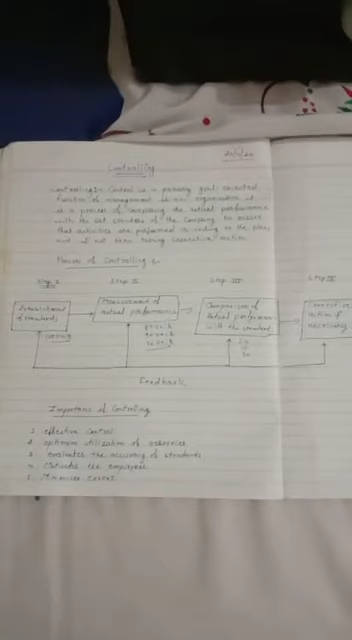 Controlling
Controlling:- Control is a primary goal oriented
function of management in an organisation. it
is a process of comparing the actual performance
with the set standards of the company to ensure
that activities are performed according to the plan
and if not then taking corrective action.
Process of Controlling :-
Step I Step II Step III Step IV
Establishment of standards
Measurement of actual performance
Comparison of actual performance with the standards
Corrective action if necessary
Feedback
Importance of Controlling
1. effective control
2. optimum utilization of resources
3. evaluates the accuracy of standards
4. Motivates the employees
5. Minimises